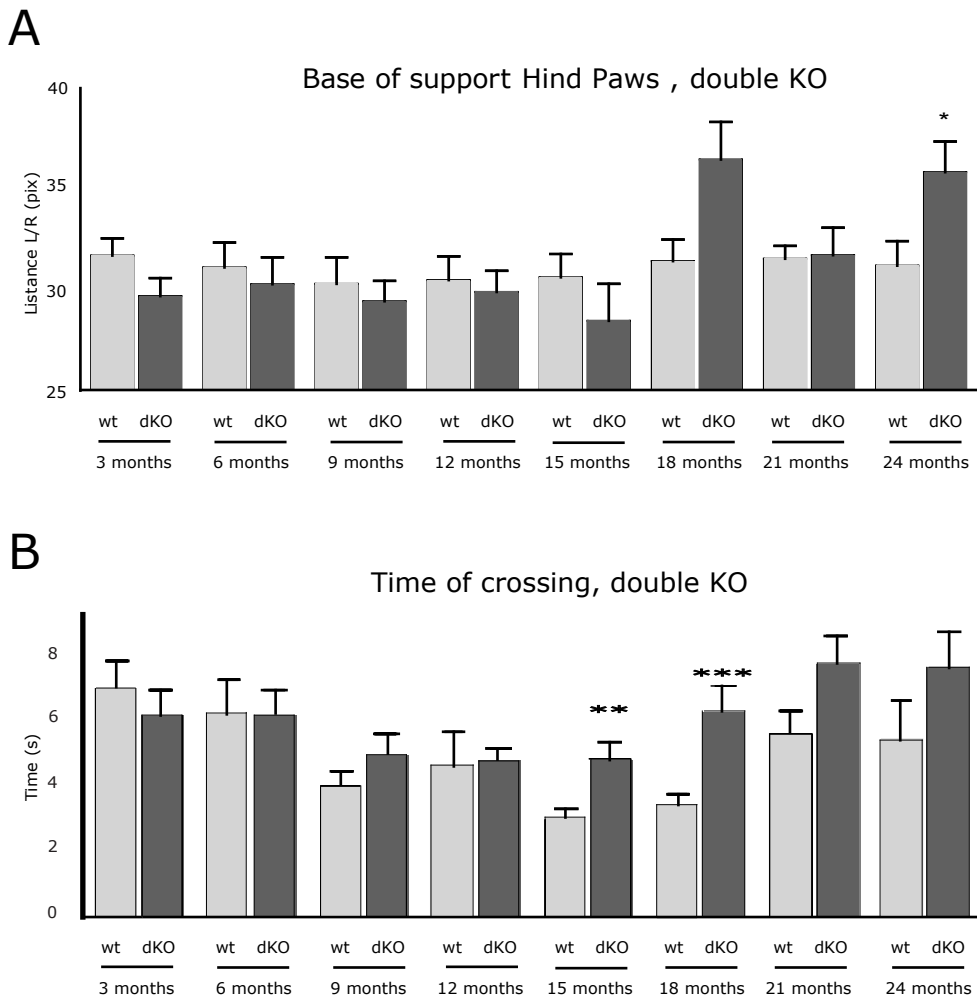 A
Base of support Hind Paws , double KO
40
35
30
25
Listance L/R (pix)
*
wt dKO wt dKO wt dKO wt dKO wt dKO wt dKO wt dKO wt dKO
3 months 6 months 9 months 12 months 15 months 18 months 21 months 24 months
B
Time of crossing, double KO
8
6
4
2
0
Time (s)
** ***
wt dKO wt dKO wt dKO wt dKO wt dKO wt dKO wt dKO wt dKO
3 months 6 months 9 months 12 months 15 months 18 months 21 months 24 months